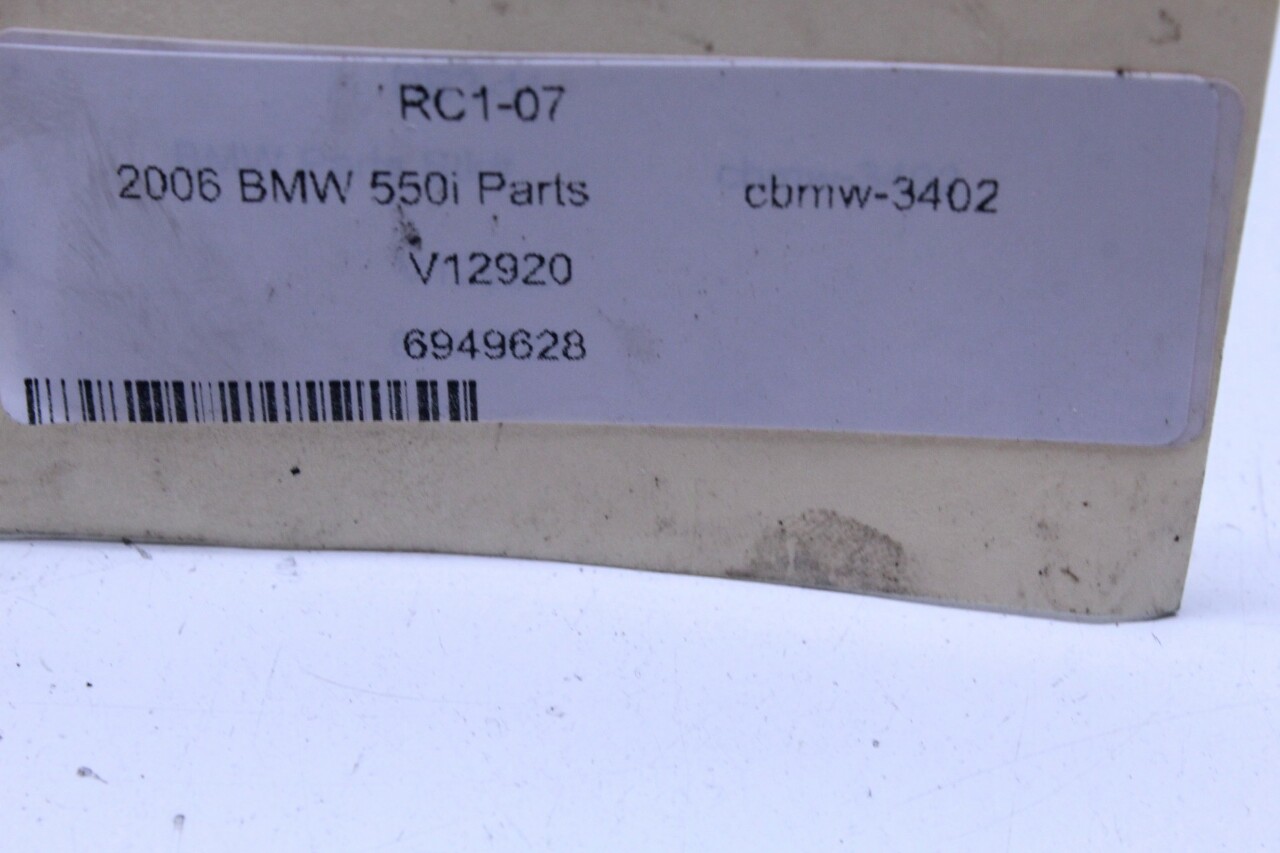 RC1-07
2006 BMW 550i Parts cbmw-3402
V12920
6949628